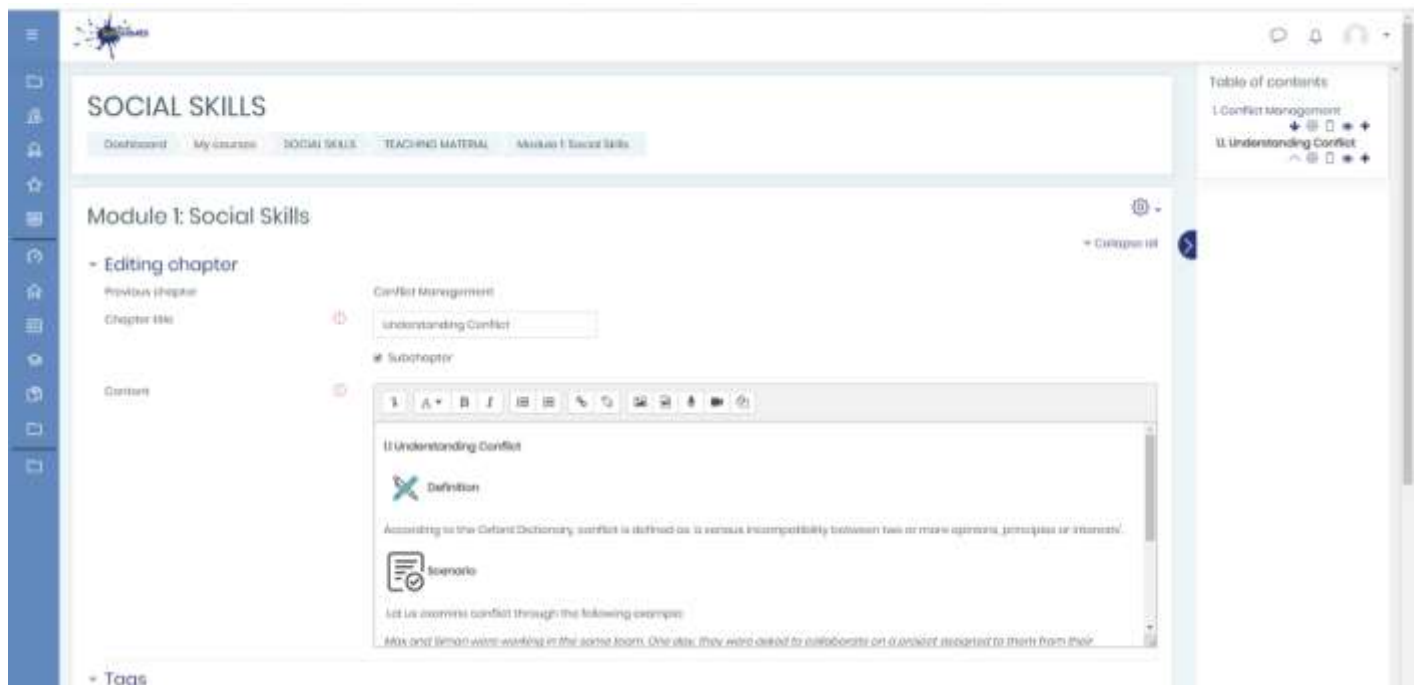 Table of contents
1. Conflict Management
1.1. Understanding Conflict
SOCIAL SKILLS
Dashboard My courses SOCIAL SKILLS TEACHING MATERIAL Module 1: Social Skills
Module 1: Social Skills
Collapse all
Editing chapter
Previous chapter Conflict Management
Chapter title Understanding Conflict
Subchapter
Content
A B I
1.1 Understanding Conflict
Definition
According to the Oxford Dictionary, conflict is defined as 'a serious incompatibility between two or more opinions, principles or interests'.
Scenario
Let us examine conflict through the following example:
Max and Simon were working in the same team. One day, they were asked to collaborate on a project assigned to them from their
Tags